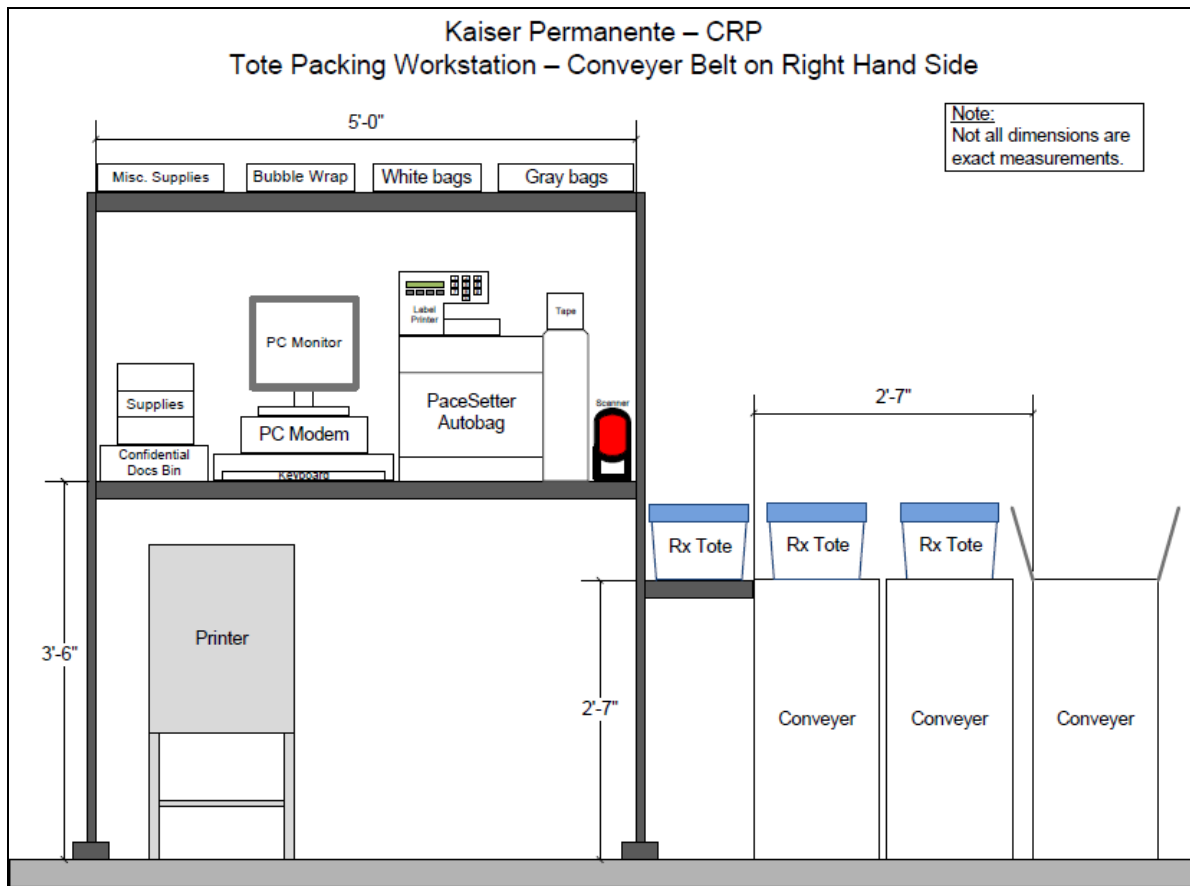 Kaiser Permanente – CRP
Tote Packing Workstation – Conveyer Belt on Right Hand Side
Note:
Not all dimensions are
exact measurements.
5'-0"
Misc. Supplies
Bubble Wrap
White bags
Gray bags
Label
Printer
Tape
PC Monitor
PaceSetter
Autobag
Scanner
2'-7"
Supplies
PC Modem
Confidential
Docs Bin
Keyboard
Rx Tote
Rx Tote
Rx Tote
Printer
3'-6"
2'-7"
Conveyer
Conveyer
Conveyer